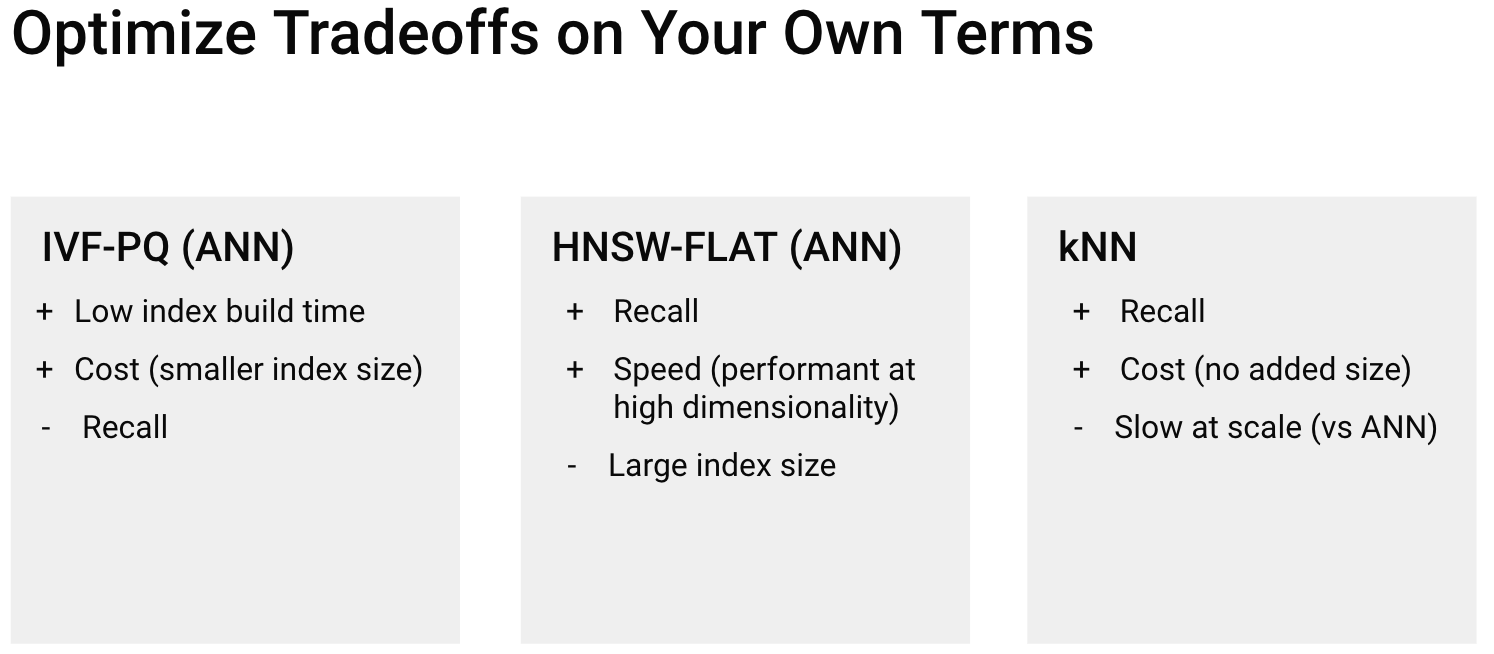 Optimize Tradeoffs on Your Own Terms
IVF-PQ (ANN)
+ Low index build time
+ Cost (smaller index size)
- Recall
HNSW-FLAT (ANN)
+ Recall
+ Speed (performant at
high dimensionality)
- Large index size
kNN
+ Recall
+ Cost (no added size)
- Slow at scale (vs ANN)